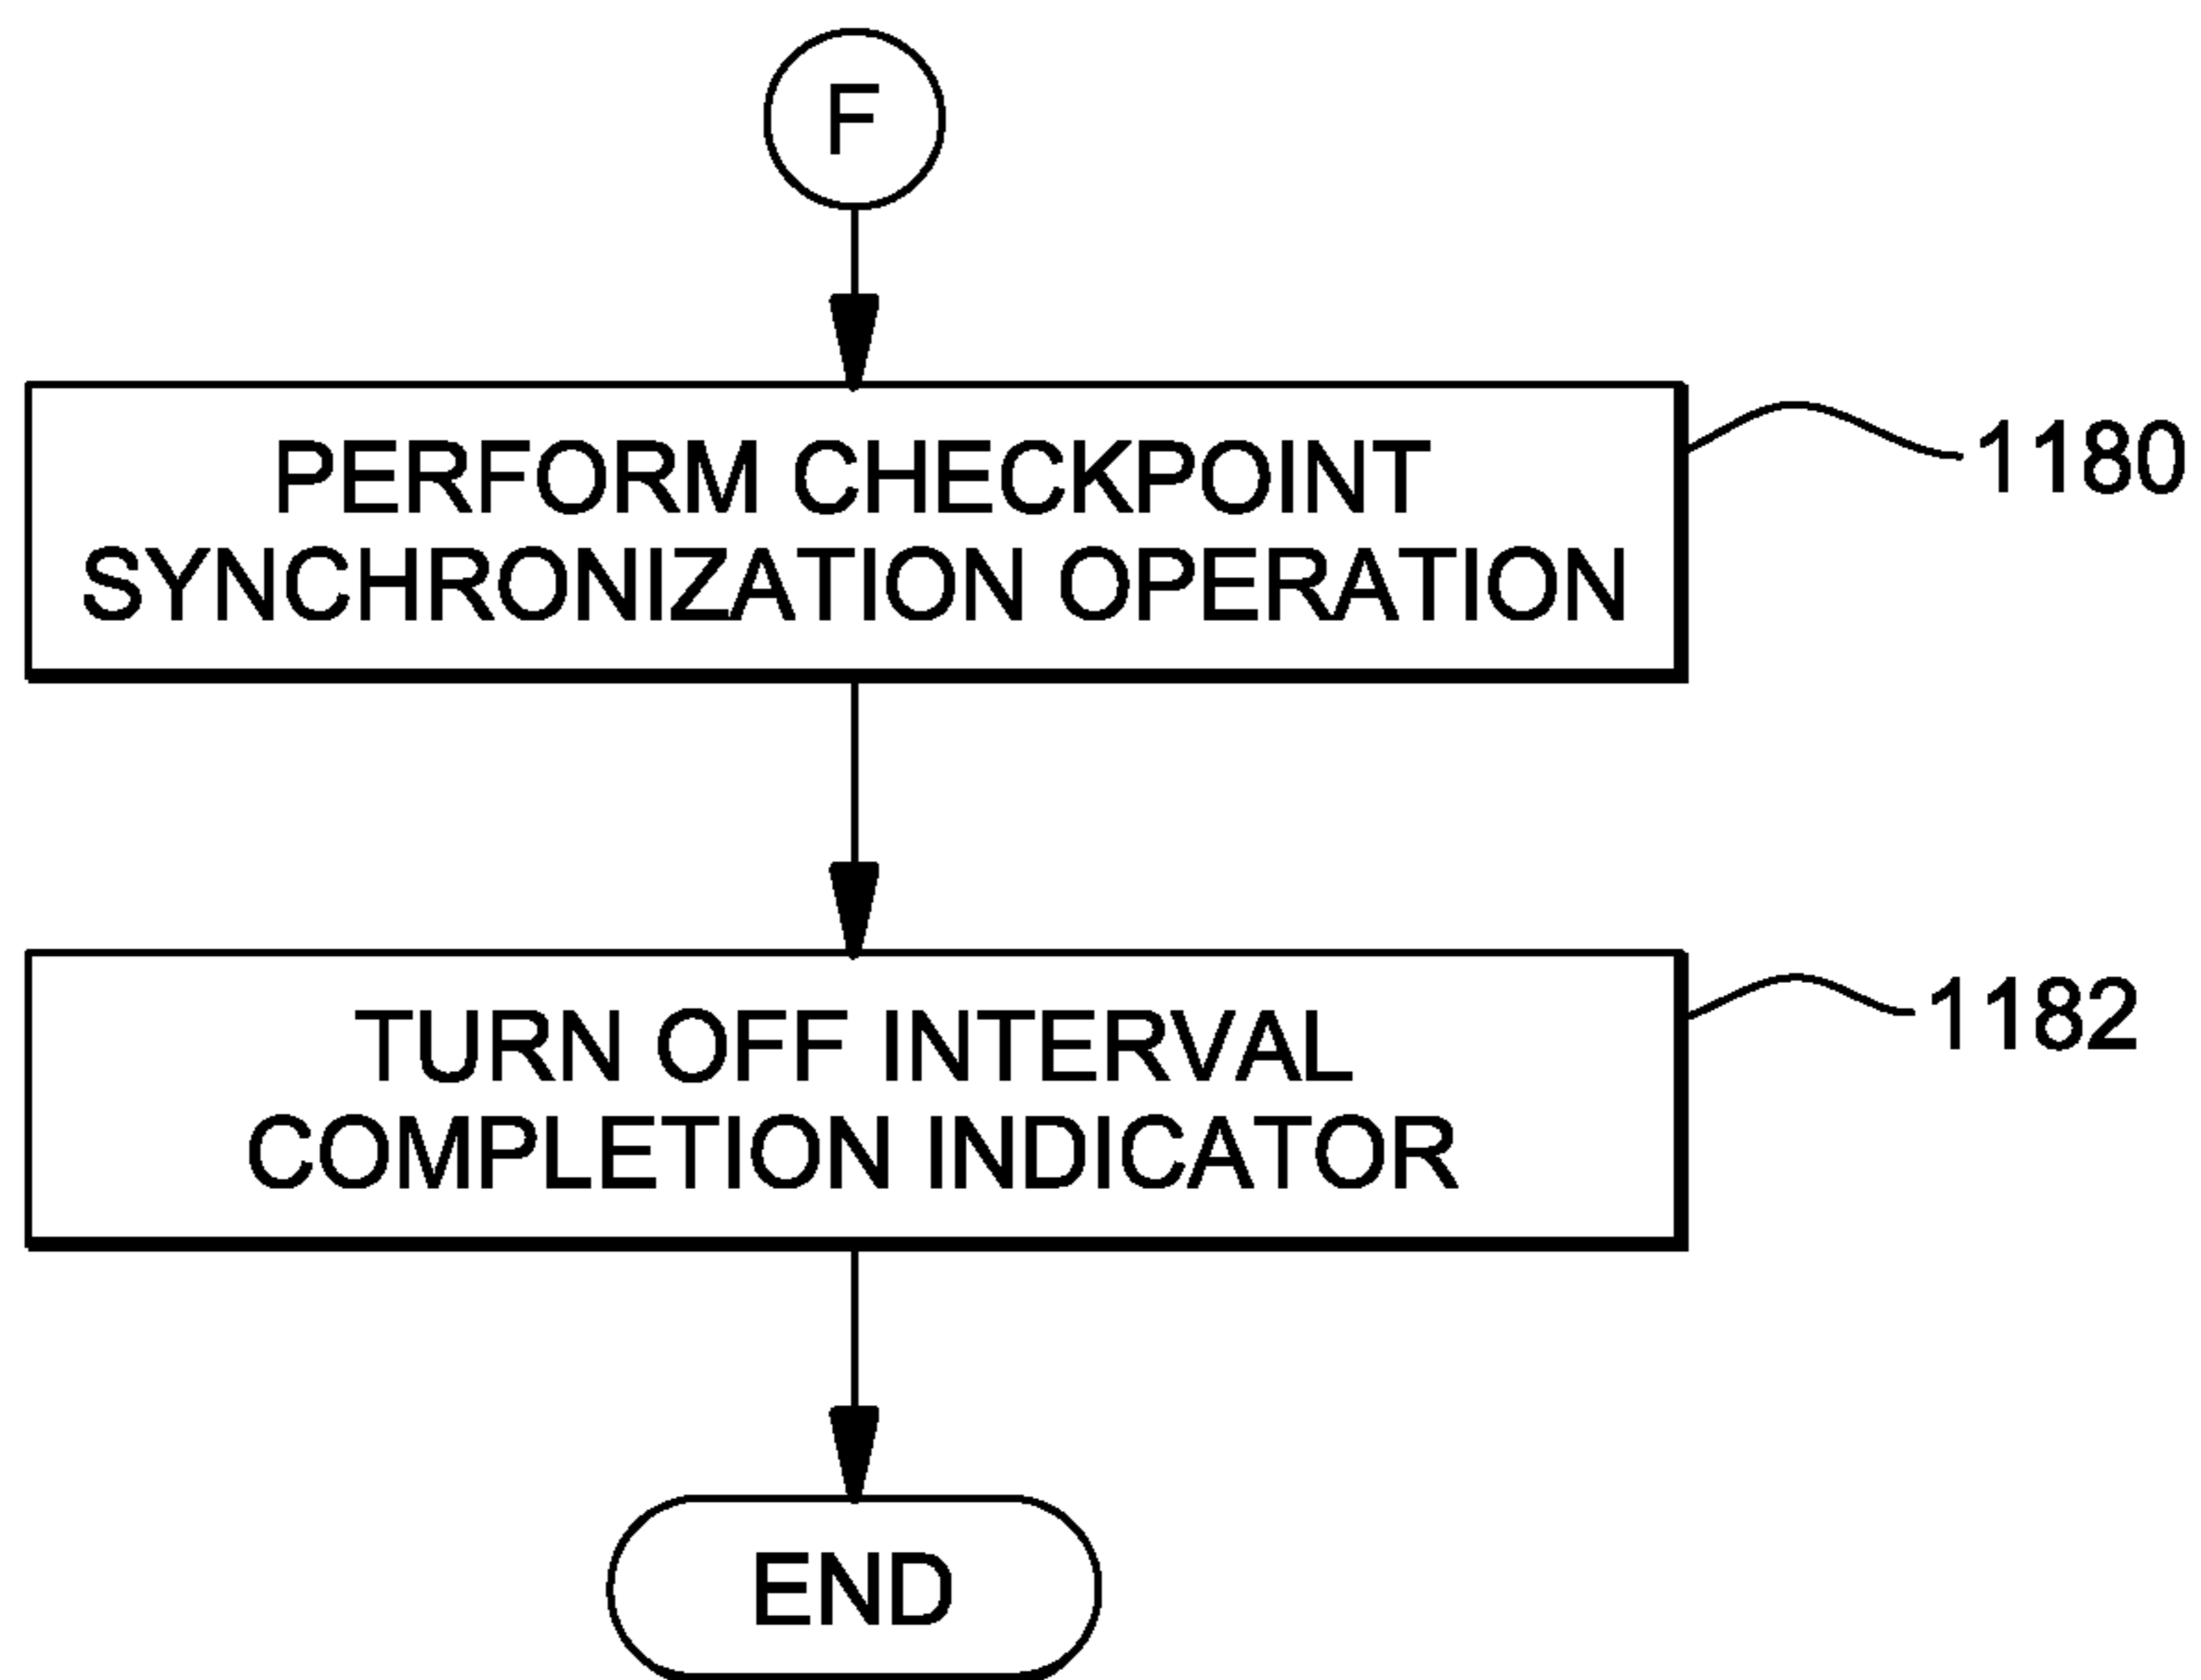 F
PERFORM CHECKPOINT
SYNCHRONIZATION OPERATION
1180
TURN OFF INTERVAL
COMPLETION INDICATOR
1182
END